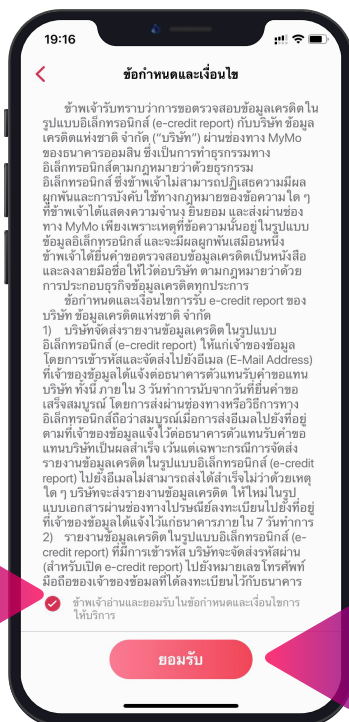 19:16
ข้อกำหนดและเงื่อนไข
ข้าพเจ้ารับทราบว่าการขอตรวจสอบข้อมูลเครดิตใน
รูปแบบอิเล็กทรอนิกส์ (e-credit report) กับบริษัท ข้อมูล
เครดิตแห่งชาติ จำกัด (“บริษัท”) ผ่านช่องทาง MyMo
ของธนาคารออมสิน ซึ่งเป็นการทำธุรกรรมทาง
อิเล็กทรอนิกส์ตามกฎหมายว่าด้วยธุรกรรม
อิเล็กทรอนิกส์ ซึ่งข้าพเจ้าไม่สามารถปฏิเสธความมีผล
ผูกพันและการบังคับใช้ทางกฎหมายของข้อความใด ๆ
ที่ข้าพเจ้าได้แสดงความจำนง ยินยอม และส่งผ่านช่อง
ทาง MyMo เพียงเพราะเหตุที่ข้อความนั้นอยู่ในรูปแบบ
ข้อมูลอิเล็กทรอนิกส์ และจะมีผลผูกพันเสมือนหนึ่ง
ข้าพเจ้าได้ยื่นคำขอตรวจสอบข้อมูลเครดิตเป็นหนังสือ
และลงลายมือชื่อให้ไว้ต่อบริษัท ตามกฎหมายว่าด้วย
การประกอบธุรกิจข้อมูลเครดิตทุกประการ
ข้อกำหนดและเงื่อนไขการรับ e-credit report ของ
บริษัท ข้อมูลเครดิตแห่งชาติ จำกัด
1) บริษัทจัดส่งรายงานข้อมูลเครดิตในรูปแบบ
อิเล็กทรอนิกส์ (e-credit report) ให้แก่เจ้าของข้อมูล
โดยการเข้ารหัสและจัดส่งไปยังอีเมล (E-Mail Address)
ที่เจ้าของข้อมูลได้แจ้งต่อธนาคารตัวแทนรับคำขอแทน
บริษัท ทั้งนี้ ภายใน 3 วันทำการนับจากวันที่ยื่นคำขอ
เสร็จสมบูรณ์ โดยการส่งผ่านช่องทางหรือวิธีการทาง
อิเล็กทรอนิกส์ถือว่าสมบูรณ์เมื่อการส่งอีเมลไปยังที่อยู่
ตามที่เจ้าของข้อมูลแจ้งไว้ต่อธนาคารตัวแทนรับคำขอ
แทนบริษัทเป็นผลสำเร็จ เว้นแต่เฉพาะกรณีการจัดส่ง
รายงานข้อมูลเครดิตในรูปแบบอิเล็กทรอนิกส์ (e-credit
report) ไปยังอีเมลไม่สามารถส่งได้สำเร็จไม่ว่าด้วยเหตุ
ใด ๆ บริษัทจะส่งรายงานข้อมูลเครดิต ให้ใหม่ในรูป
แบบเอกสารผ่านช่องทางไปรษณีย์ลงทะเบียนไปยังที่อยู่
ที่เจ้าของข้อมูลได้แจ้งไว้แก่ธนาคารภายใน 7 วันทำการ
2) รายงานข้อมูลเครดิตในรูปแบบอิเล็กทรอนิกส์ (e-
credit report) ที่มีการเข้ารหัส บริษัทจะจัดส่งรหัสผ่าน
(สำหรับเปิด e-credit report) ไปยังหมายเลขโทรศัพท์
มือถือของเจ้าของข้อมูลที่ได้ลงทะเบียนไว้กับธนาคาร
ข้าพเจ้าอ่านและยอมรับในข้อกำหนดและเงื่อนไขการ
ให้บริการ
ยอมรับ